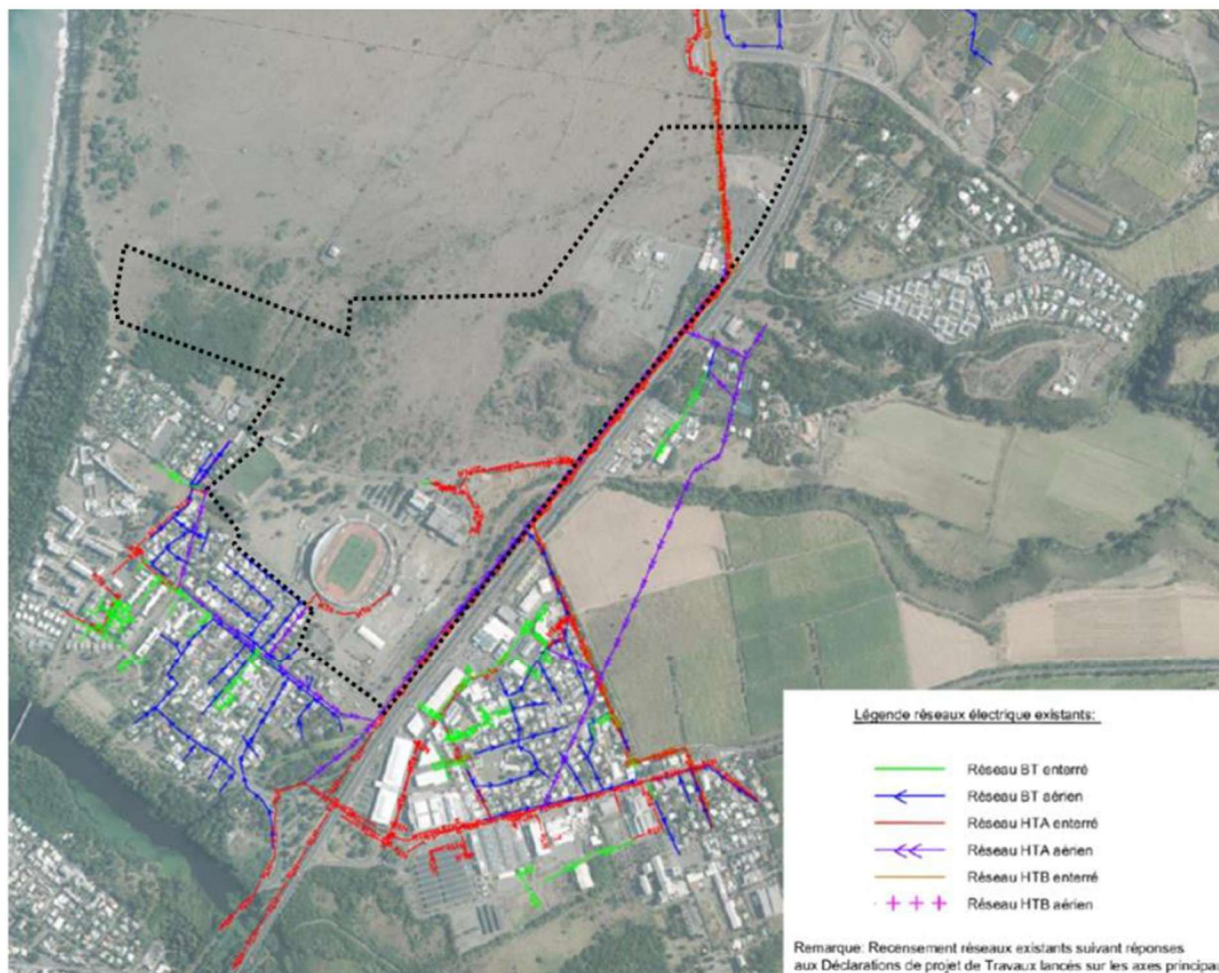 Légende réseaux électrique existants:
Réseau BT enterré
Réseau BT aérien
Réseau HTA enterré
Réseau HTA aérien
Réseau HTB enterré
Réseau HTB aérien
Remarque: Recensement réseaux existants suivant réponses
aux Déclarations de projet de Travaux lancés sur les axes principa